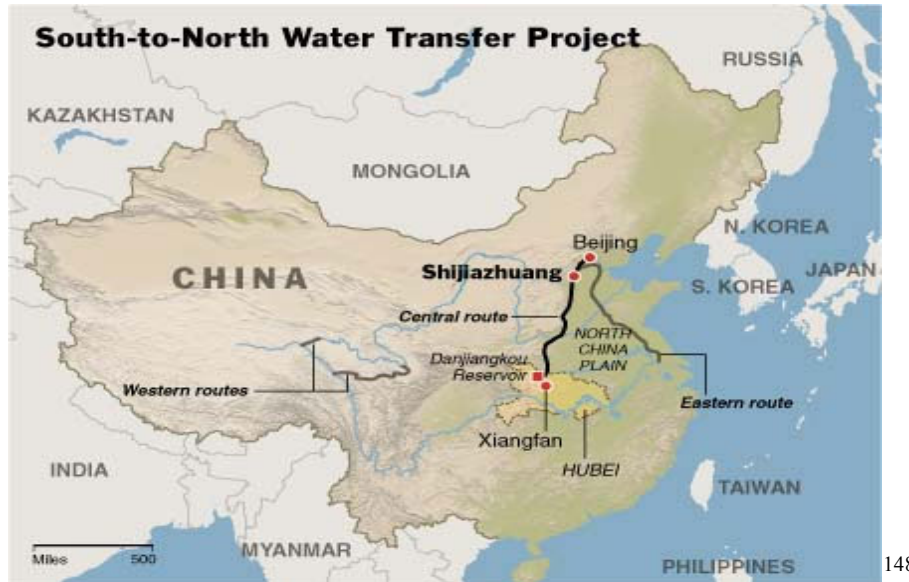 South-to-North Water Transfer Project
RUSSIA
KAZAKHSTAN
MONGOLIA
N. KOREA
Beijing
CHINA
Shijiazhuang
JAPAN
S. KOREA
Central route
NORTH
CHINA
PLAIN
Danjiangkou
Reservoir
Western routes
Eastern route
Xiangfan
HUBEI
INDIA
TAIWAN
Miles 500
MYANMAR
PHILIPPINES
148